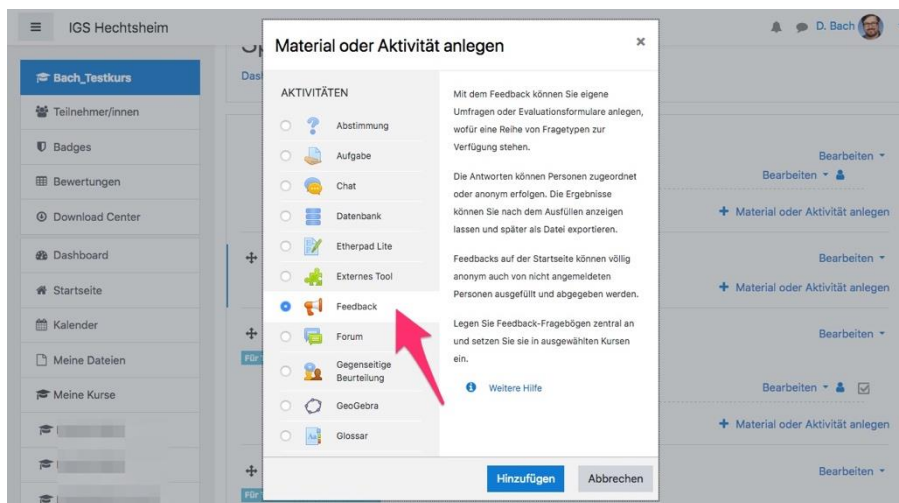 IGS Hechtsheim
D. Bach
Bach_Testkurs
Teilnehmer/innen
Badges
Bewertungen
Download Center
Dashboard
Startseite
Kalender
Meine Dateien
Meine Kurse
Material oder Aktivität anlegen
×
AKTIVITÄTEN
Abstimmung
Aufgabe
Chat
Datenbank
Etherpad Lite
Externes Tool
Feedback
Forum
Gegenseitige
Beurteilung
GeoGebra
Glossar
Mit dem Feedback können Sie eigene
Umfragen oder Evaluationsformulare anlegen,
wofür eine Reihe von Fragetypen zur
Verfügung stehen.
Die Antworten können Personen zugeordnet
oder anonym erfolgen. Die Ergebnisse
können Sie nach dem Ausfüllen anzeigen
lassen und später als Datei exportieren.
Feedbacks auf der Startseite können völlig
anonym auch von nicht angemeldeten
Personen ausgefüllt und abgegeben werden.
Legen Sie Feedback-Fragebögen zentral an
und setzen Sie sie in ausgewählten Kursen
ein.
Weitere Hilfe
Hinzufügen
Abbrechen
Bearbeiten
Bearbeiten
+ Material oder Aktivität anlegen
Bearbeiten
+ Material oder Aktivität anlegen
Bearbeiten
Für
Bearbeiten
+ Material oder Aktivität anlegen
Bearbeiten
Für